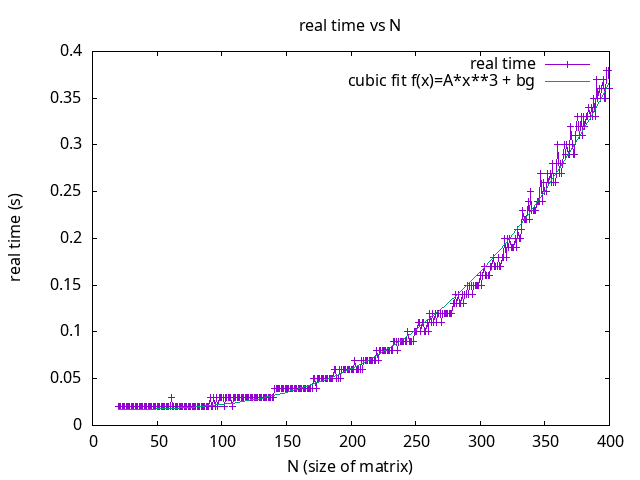 real time vs N
real time
cubic fit f(x)=A*x**3 + bg
0.4
0.35
0.3
0.25
0.2
0.15
0.1
0.05
0
real time (s)
0 50 100 150 200 250 300 350 400
N (size of matrix)